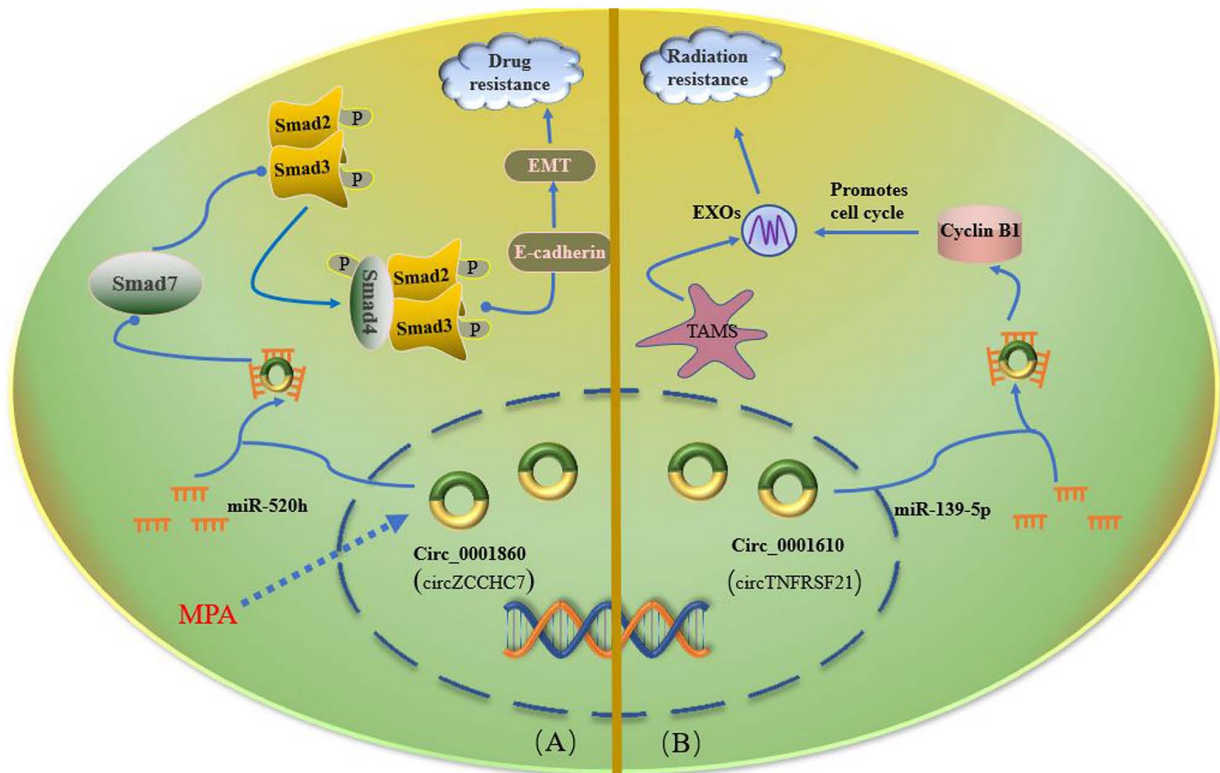 Drug
resistance
Smad2
P
Smad3
P
EMT
E-cadherin
Smad7
P
Smad4
Smad2
P
Smad3
P
miR-520h
Circ_0001860
(circZCCHC7)
MPA
(A)
Radiation
resistance
EXOs
Promotes
cell cycle
Cyclin B1
TAMS
miR-139-5p
Circ_0001610
(circTNFRSF21)
(B)